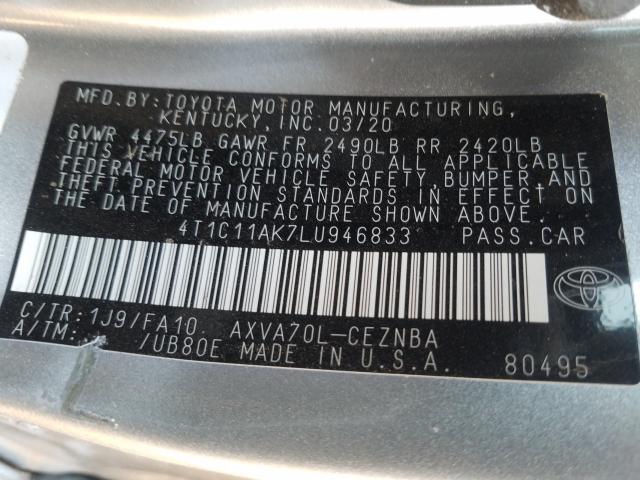 MFD. BY: TOYOTA MOTOR MANUFACTURING,
KENTUCKY, INC. 03/20
GVWR 4475LB GAWR FR 2490LB RR 2420LB
THIS VEHICLE CONFORMS TO ALL APPLICABLE
FEDERAL MOTOR VEHICLE SAFETY, BUMPER, AND
THEFT PREVENTION STANDARDS IN EFFECT ON
THE DATE OF MANUFACTURE SHOWN ABOVE.
4T1C11AK7LU946833 PASS.CAR
C/TR: 1J9/FA10 AXVA70L-CEZNBA
A/TM: /UB80E MADE IN U.S.A. 80495